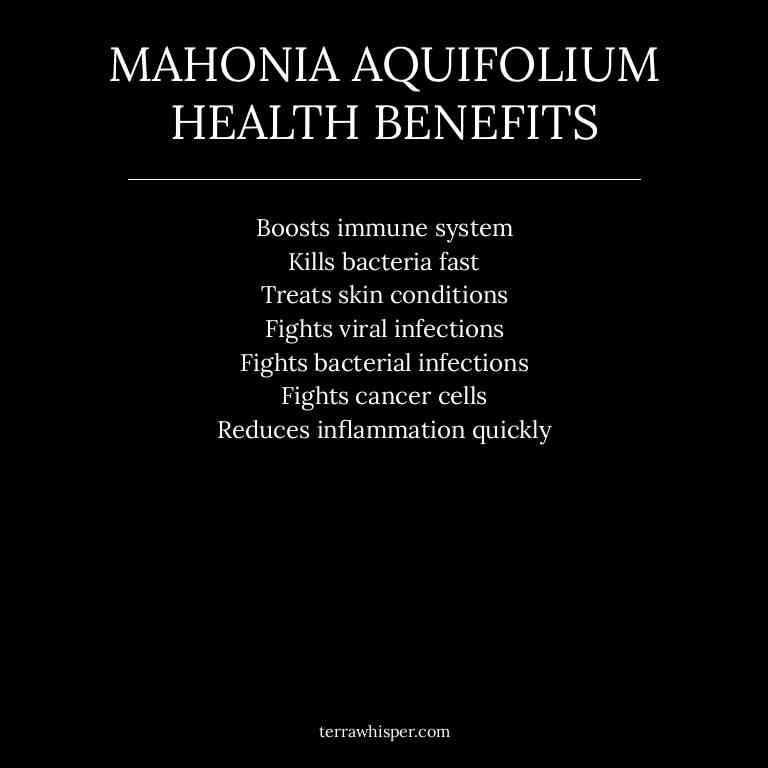 MAHONIA AQUIFOLIUM
HEALTH BENEFITS
Boosts immune system
Kills bacteria fast
Treats skin conditions
Fights viral infections
Fights bacterial infections
Fights cancer cells
Reduces inflammation quickly
terrawhisper.com